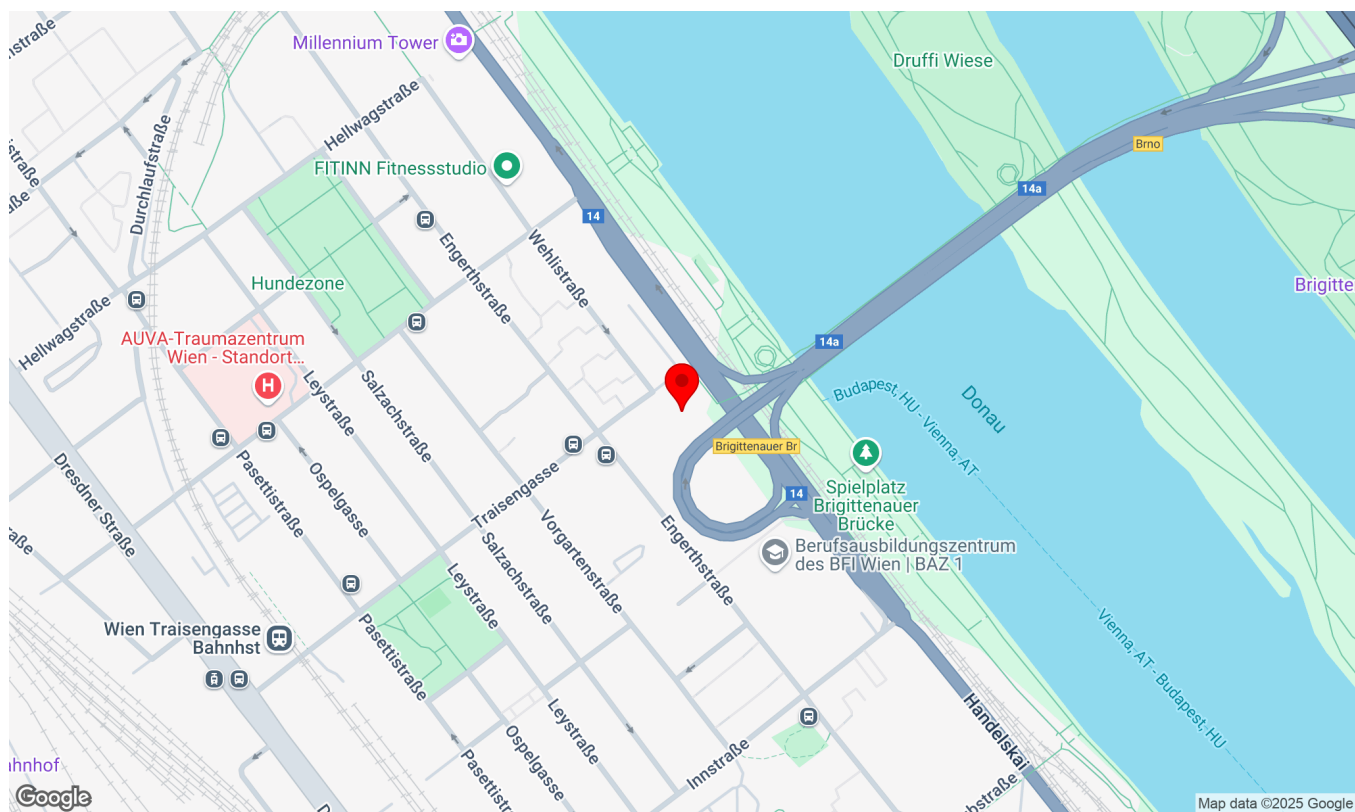 nstraße
Millennium Tower
Druffi Wiese
Hellwagstraße
Brno
FITINN Fitnessstudio
14a
Durchlaufstraße
14
Engerthstraße
Wehlistraße
Hundezone
Brigitte
Hellwagstraße
AUVA-Traumazentrum
Wien - Standort...
H
14a
Leystraße
Salzachstraße
Budapest, HU - Vienna, AT
Donau
Brigittenauer Br
Dresdner Straße
Pasettistraße
Ospelgasse
Traisengasse
14
Spielplatz
Brigittenauer
Brücke
Vorgartenstraße
Engerthstraße
Salzachstraße
Leystraße
Berufsausbildungszentrum
des BFI Wien | BAZ 1
Wien Traisengasse
Bahnhst
Pasettistraße
Vienna, AT - Budapest, HU
Leystraße
Ospelgasse
Pasettistraße
Innstraße
Handelskai
hnhof
Google
Map data ©2025 Google